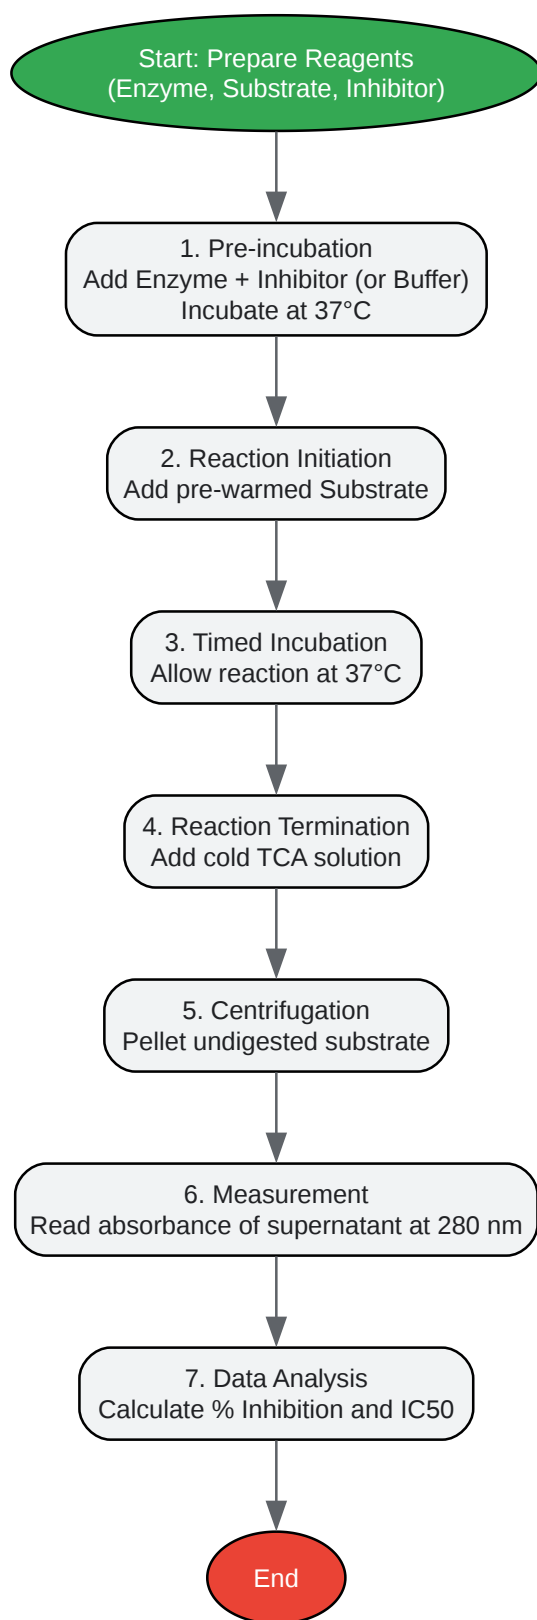 Start: Prepare Reagents
(Enzyme, Substrate, Inhibitor)
1. Pre-incubation
Add Enzyme + Inhibitor (or Buffer)
Incubate at 37°C
2. Reaction Initiation
Add pre-warmed Substrate
3. Timed Incubation
Allow reaction at 37°C
4. Reaction Termination
Add cold TCA solution
5. Centrifugation
Pellet undigested substrate
6. Measurement
Read absorbance of supernatant at 280 nm
7. Data Analysis
Calculate % Inhibition and IC50
End